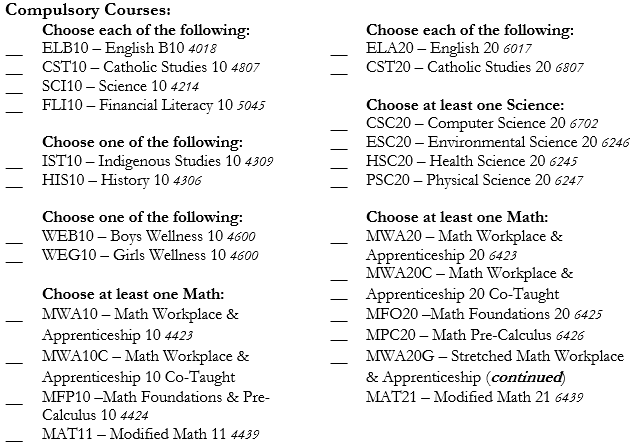 Compulsory Courses:
Choose each of the following:
__ ELB10 – English B10 4018
__ CST10 – Catholic Studies 10 4807
__ SCI10 – Science 10 4214
__ FLI10 – Financial Literacy 10 5045
Choose one of the following:
__ IST10 – Indigenous Studies 10 4309
__ HIS10 – History 10 4306
Choose one of the following:
__ WEB10 – Boys Wellness 10 4600
__ WEG10 – Girls Wellness 10 4600
Choose at least one Math:
__ MWA10 – Math Workplace &
Apprenticeship 10 4423
__ MWA10C – Math Workplace &
Apprenticeship 10 Co-Taught
__ MFP10 –Math Foundations & Pre-
Calculus 10 4424
__ MAT11 – Modified Math 11 4439
Choose each of the following:
__ ELA20 – English 20 6017
__ CST20 – Catholic Studies 20 6807
Choose at least one Science:
__ CSC20 – Computer Science 20 6702
__ ESC20 – Environmental Science 20 6246
__ HSC20 – Health Science 20 6245
__ PSC20 – Physical Science 20 6247
Choose at least one Math:
__ MWA20 – Math Workplace &
Apprenticeship 20 6423
__ MWA20C – Math Workplace &
__ Apprenticeship 20 Co-Taught
__ MFO20 –Math Foundations 20 6425
__ MPC20 – Math Pre-Calculus 6426
__ MWA20G – Stretched Math Workplace
& Apprenticeship (continued)
MAT21 – Modified Math 21 6439